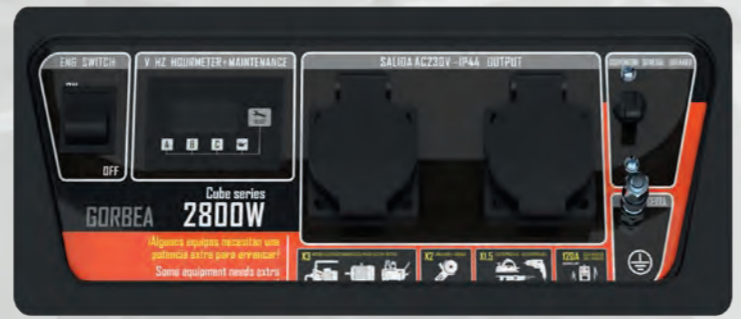 ENG SWITCH
OFF
V HZ HOURMETER+MAINTENANCE
A B C
SALIDA AC230V - IP44 OUTPUT
GORBEA
Cube series
2800W
¡Algunos equipos necesitan una
potencia extra para arrancar!
Some equipment needs extra
X3
X2
X1.5
120A